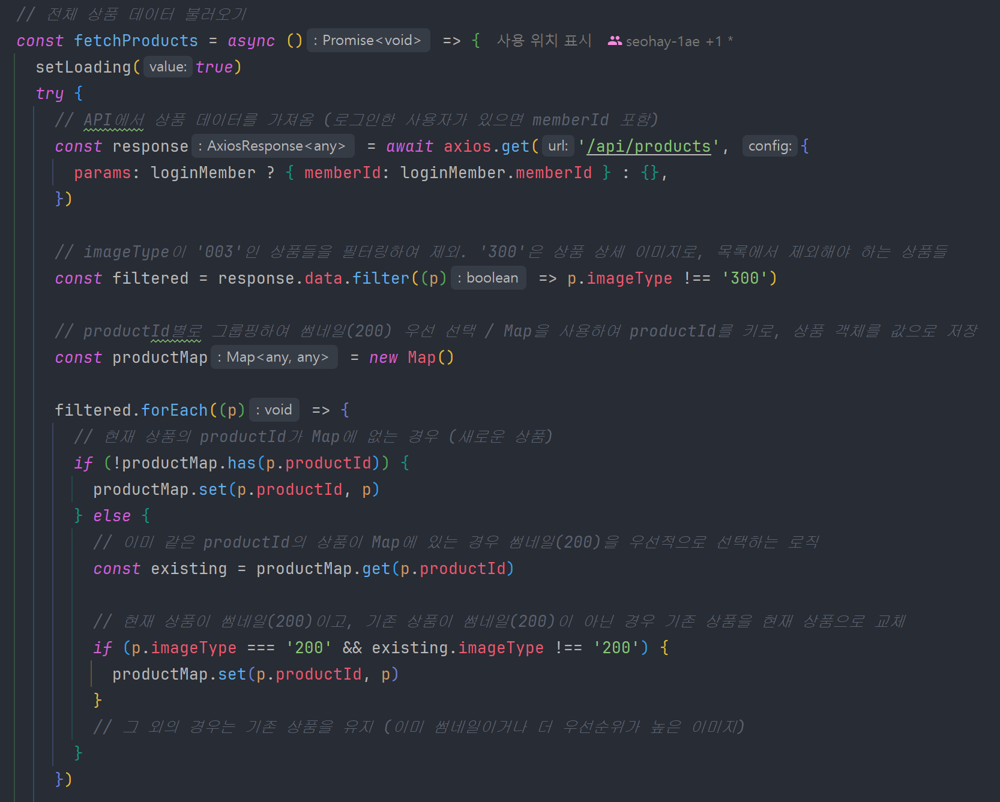 // 전체 상품 데이터 불러오기
const fetchProducts = async () : Promise<void> => { 사용 위치 표시 seohay-1ae +1 *
setLoading( value: true)
try {
// API에서 상품 데이터를 가져옴 (로그인한 사용자가 있으면 memberId 포함)
const response : AxiosResponse<any> = await axios.get( url: '/api/products', config: {
params: loginMember ? { memberId: loginMember.memberId } : {},
})
// imageType이 '003'인 상품들을 필터링하여 제외. '300'은 상품 상세 이미지로, 목록에서 제외해야 하는 상품들
const filtered = response.data.filter((p) : boolean => p.imageType !== '300')
// productId별로 그룹핑하여 썸네일(200) 우선 선택 / Map을 사용하여 productId를 키로, 상품 객체를 값으로 저장
const productMap : Map<any, any> = new Map()
filtered.forEach((p) : void => {
// 현재 상품의 productId가 Map에 없는 경우 (새로운 상품)
if (!productMap.has(p.productId)) {
productMap.set(p.productId, p)
} else {
// 이미 같은 productId의 상품이 Map에 있는 경우 썸네일(200)을 우선적으로 선택하는 로직
const existing = productMap.get(p.productId)
// 현재 상품이 썸네일(200)이고, 기존 상품이 썸네일(200)이 아닌 경우 기존 상품을 현재 상품으로 교체
if (p.imageType === '200' && existing.imageType !== '200') {
productMap.set(p.productId, p)
}
// 그 외의 경우는 기존 상품을 유지 (이미 썸네일이거나 더 우선순위가 높은 이미지)
}
})